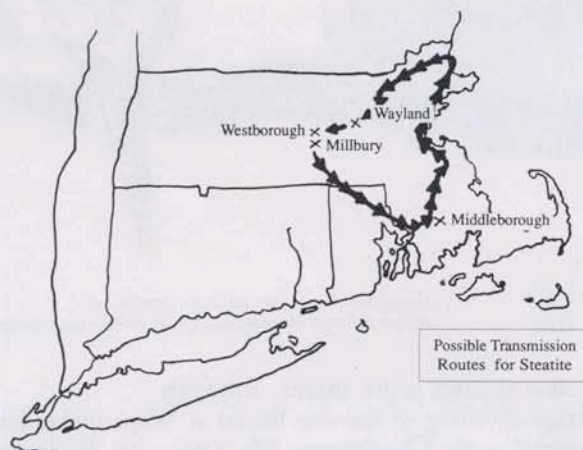 Wayland
Westborough
Millbury
Middleborough
Possible Transmission
Routes for Steatite